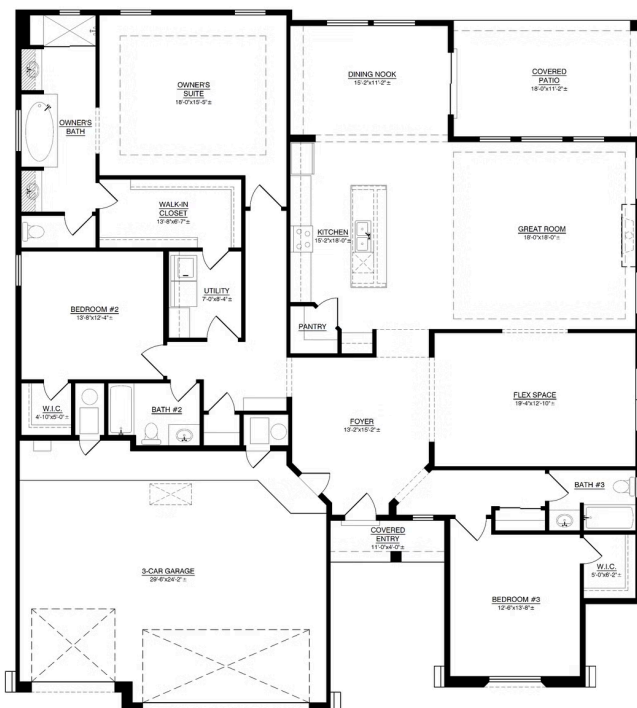 OWNER'S
SUITE
18'-0"x15'-5"±
DINING NOOK
15'-2"x11'-2"±
COVERED
PATIO
18'-0"x11'-2"±
OWNER'S
BATH
WALK-IN
CLOSET
13'-8"x6'-7"±
KITCHEN
15'-2"x18'-0"±
GREAT ROOM
18'-0"x18'-0"±
UTILITY
7'-0"x8'-4"±
BEDROOM #2
13'-8"x12'-4"±
PANTRY
W.I.C.
4'-10"x5'-0"±
BATH #2
FOYER
13'-2"x15'-2"±
FLEX SPACE
19'-4"x12'-10"±
BATH #3
COVERED
ENTRY
11'-0"x4'-0"±
3-CAR GARAGE
29'-6"x24'-2"±
W.I.C.
5'-0"x6'-2"±
BEDROOM #3
12'-6"x13'-8"±